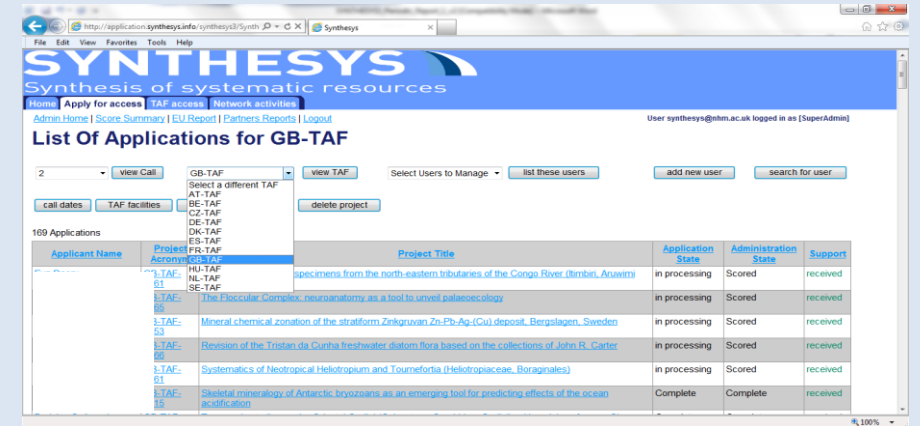 http://application.synthesys.info/synthesys3/Synth
Synthesys
File Edit View Favorites Tools Help
SYNTHESYS
Synthesis of systematic resources
Home Apply for access TAF access Network activities
Admin Home | Score Summary | EU Report | Partners Reports | Logout
User synthesys@nhm.ac.uk logged in as [SuperAdmin]
List Of Applications for GB-TAF
2 view Call GB-TAF view TAF Select Users to Manage list these users add new user search for user
Select a different TAF
AT-TAF
BE-TAF
CZ-TAF
DE-TAF
DK-TAF
ES-TAF
FR-TAF
GB-TAF
HU-TAF
NL-TAF
SE-TAF
call dates TAF facilities delete project
169 Applications
Applicant Name Project Acronym Project Title Application State Administration State Support
specimens from the north-eastern tributaries of the Congo River (Itimbiri, Aruwimi in processing Scored received
61
-TAF- The Floccular Complex: neuroanatomy as a tool to unveil palaeoecology in processing Scored received
65
-TAF- Mineral chemical zonation of the stratiform Zinkgruvan Zn-Pb-Ag-(Cu) deposit, Bergslagen, Sweden in processing Scored received
53
-TAF- Revision of the Tristan da Cunha freshwater diatom flora based on the collections of John R. Carter in processing Scored received
66
-TAF- Systematics of Neotropical Heliotropium and Tournefortia (Heliotropiaceae, Boraginales) in processing Scored received
61
-TAF- Skeletal mineralogy of Antarctic bryozoans as an emerging tool for predicting effects of the ocean acidification Complete Complete received
15
100%